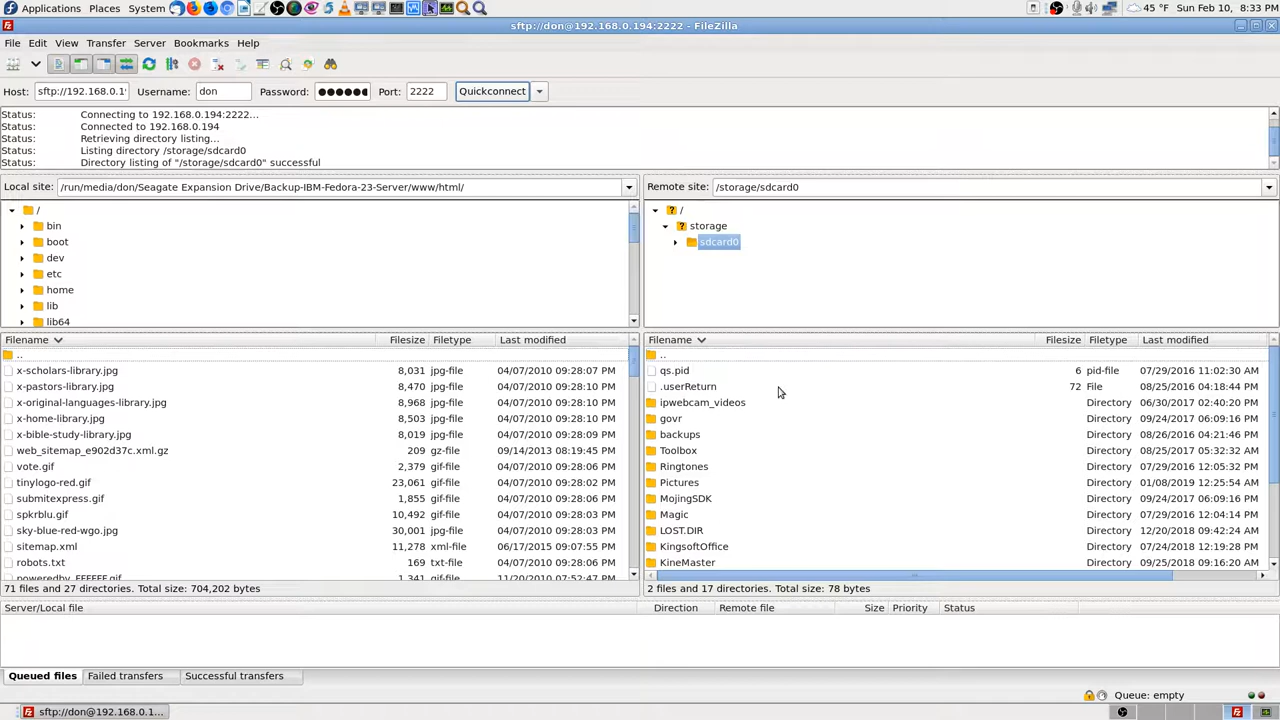 Applications Places System 45 °F Sun Feb 10, 8:33 PM
sftp://don@192.168.0.194:2222 - FileZilla
File Edit View Transfer Server Bookmarks Help
Host: sftp://192.168.0.1 Username: don Password: ●●●●●● Port: 2222 Quickconnect
Status: Connecting to 192.168.0.194:2222...
Status: Connected to 192.168.0.194
Status: Retrieving directory listing...
Status: Listing directory /storage/sdcard0
Status: Directory listing of "/storage/sdcard0" successful
Local site: /run/media/don/Seagate Expansion Drive/Backup-IBM-Fedora-23-Server/www/html/
/
bin
boot
dev
etc
home
lib
lib64
Filename Filesize Filetype Last modified
..
x-scholars-library.jpg 8,031 jpg-file 04/07/2010 09:28:07 PM
x-pastors-library.jpg 8,470 jpg-file 04/07/2010 09:28:10 PM
x-original-languages-library.jpg 8,968 jpg-file 04/07/2010 09:28:10 PM
x-home-library.jpg 8,503 jpg-file 04/07/2010 09:28:10 PM
x-bible-study-library.jpg 8,019 jpg-file 04/07/2010 09:28:09 PM
web_sitemap_e902d37c.xml.gz 209 gz-file 09/14/2013 08:19:45 PM
vote.gif 2,379 gif-file 04/07/2010 09:28:06 PM
tinylogo-red.gif 23,061 gif-file 04/07/2010 09:28:06 PM
submitexpress.gif 1,855 gif-file 04/07/2010 09:28:06 PM
spkrblu.gif 10,492 gif-file 04/07/2010 09:28:03 PM
sky-blue-red-wgo.jpg 30,001 jpg-file 04/07/2010 09:28:03 PM
sitemap.xml 11,278 xml-file 06/17/2015 09:07:55 PM
robots.txt 169 txt-file 04/07/2010 09:28:06 PM
poweredby_FFFFFF.gif 1,341 gif-file 11/20/2010 07:52:47 PM
71 files and 27 directories. Total size: 704,202 bytes
Remote site: /storage/sdcard0
/
storage
sdcard0
Filename Filesize Filetype Last modified
..
qs.pid 6 pid-file 07/29/2016 11:02:30 AM
.userReturn 72 File 08/25/2016 04:18:44 PM
ipwebcam_videos Directory 06/30/2017 02:40:20 PM
govr Directory 09/24/2017 06:09:16 PM
backups Directory 08/26/2016 04:21:46 PM
Toolbox Directory 08/25/2017 05:32:32 AM
Ringtones Directory 07/29/2016 12:05:32 PM
Pictures Directory 01/08/2019 12:25:54 AM
MojingSDK Directory 09/24/2017 06:09:16 PM
Magic Directory 07/29/2016 12:04:14 PM
LOST.DIR Directory 12/20/2018 09:42:24 AM
KingsoftOffice Directory 07/24/2018 12:19:28 PM
KineMaster Directory 09/25/2018 09:16:20 AM
2 files and 17 directories. Total size: 78 bytes
Server/Local file Direction Remote file Size Priority Status
Queued files Failed transfers Successful transfers
Queue: empty
sftp://don@192.168.0.1...